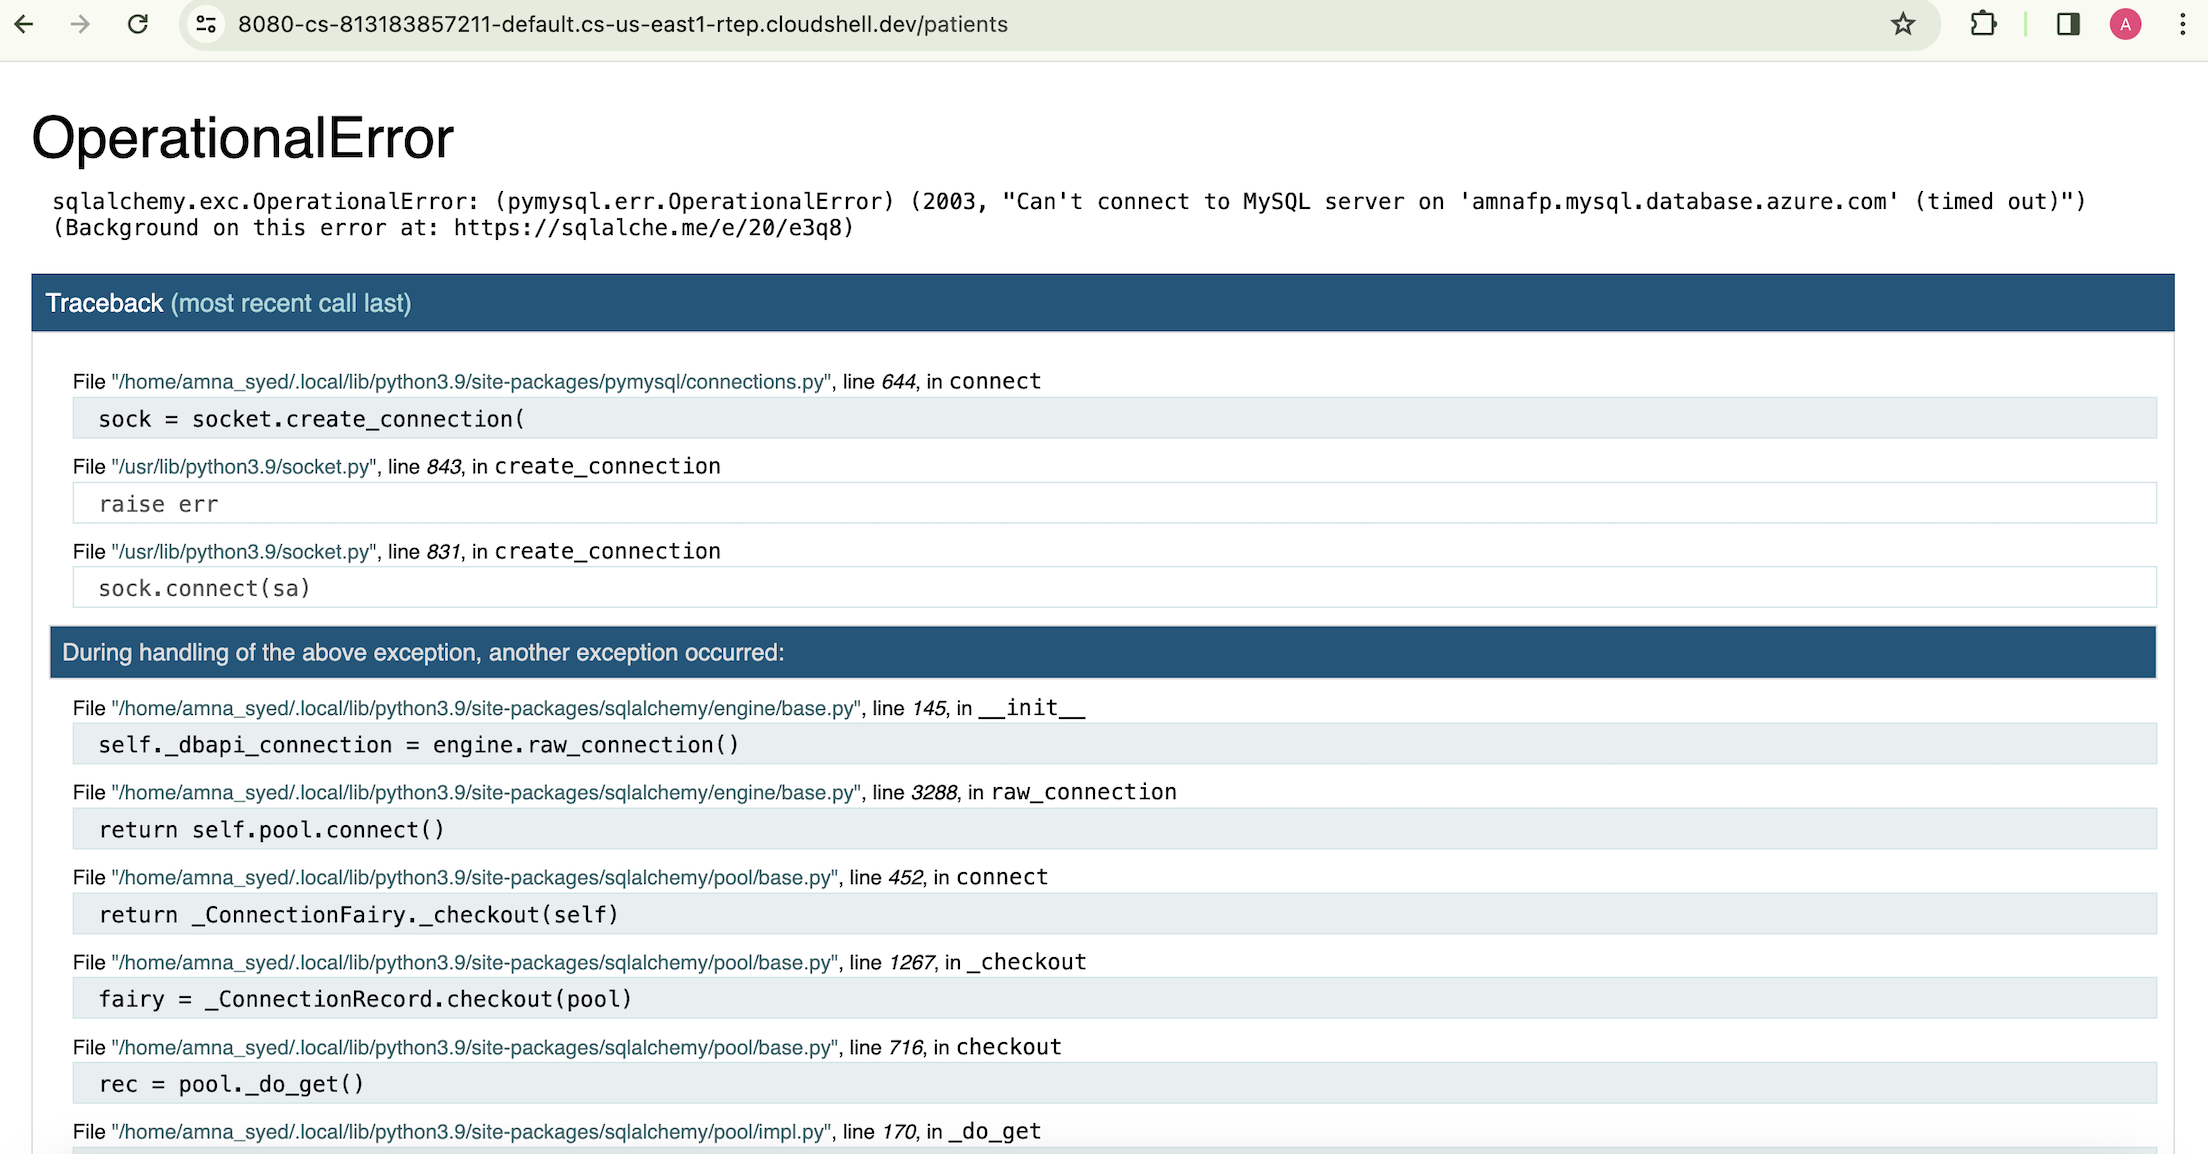 8080-cs-813183857211-default.cs-us-east1-rtep.cloudshell.dev/patients
A
OperationalError
sqlalchemy.exc.OperationalError: (pymysql.err.OperationalError) (2003, "Can't connect to MySQL server on 'amnafp.mysql.database.azure.com' (timed out)")
(Background on this error at: https://sqlalche.me/e/20/e3q8)
Traceback (most recent call last)
File "/home/amna_syed/.local/lib/python3.9/site-packages/pymysql/connections.py", line 644, in connect
sock = socket.create_connection(
File "/usr/lib/python3.9/socket.py", line 843, in create_connection
raise err
File "/usr/lib/python3.9/socket.py", line 831, in create_connection
sock.connect(sa)
During handling of the above exception, another exception occurred:
File "/home/amna_syed/.local/lib/python3.9/site-packages/sqlalchemy/engine/base.py", line 145, in __init__
self._dbapi_connection = engine.raw_connection()
File "/home/amna_syed/.local/lib/python3.9/site-packages/sqlalchemy/engine/base.py", line 3288, in raw_connection
return self.pool.connect()
File "/home/amna_syed/.local/lib/python3.9/site-packages/sqlalchemy/pool/base.py", line 452, in connect
return _ConnectionFairy._checkout(self)
File "/home/amna_syed/.local/lib/python3.9/site-packages/sqlalchemy/pool/base.py", line 1267, in _checkout
fairy = _ConnectionRecord.checkout(pool)
File "/home/amna_syed/.local/lib/python3.9/site-packages/sqlalchemy/pool/base.py", line 716, in checkout
rec = pool._do_get()
File "/home/amna_syed/.local/lib/python3.9/site-packages/sqlalchemy/pool/impl.py", line 170, in _do_get